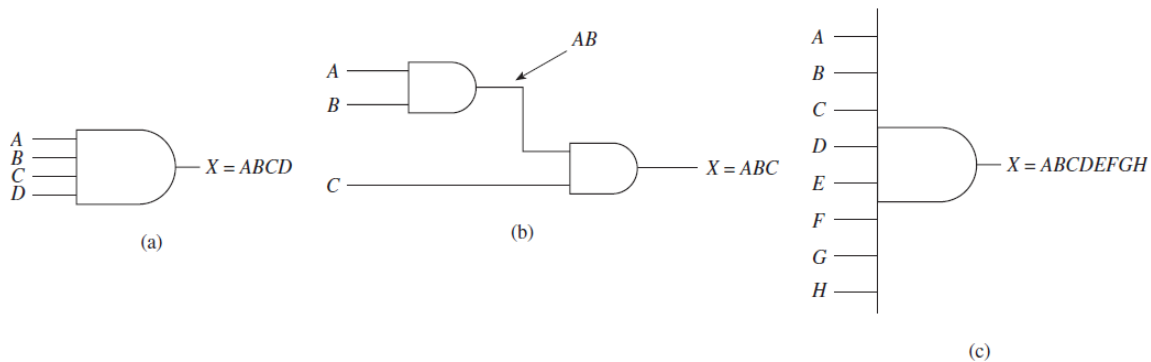 A
B
C
D
X = ABCD
(a)
AB
A
B
C
X = ABC
(b)
A
B
C
D
E
F
G
H
X = ABCDEFGH
(c)